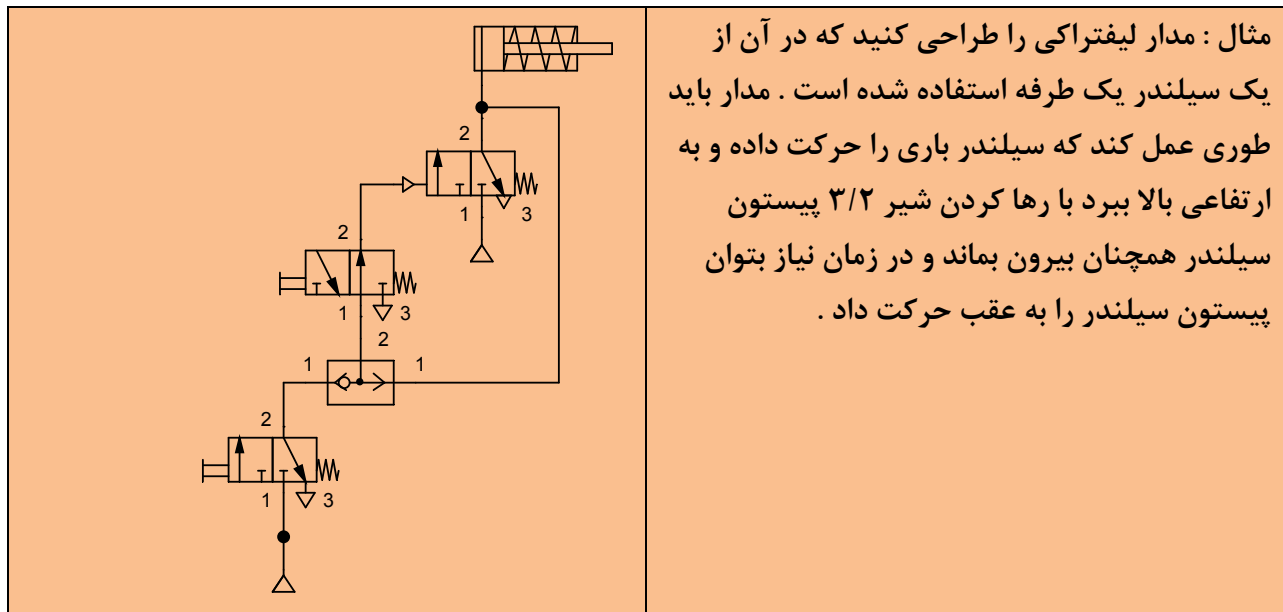 مثال : مدار لیفتراکی را طراحی کنید که در آن از
یک سیلندر یک طرفه استفاده شده است . مدار باید
طوری عمل کند که سیلندر باری را حرکت داده و به
ارتفاعی بالا ببرد با رها کردن شیر ۳/۲ پیستون
سیلندر همچنان بیرون بماند و در زمان نیاز بتوان
پیستون سیلندر را به عقب حرکت داد .
2
1
3
2
1
3
2
1
1
2
1
3